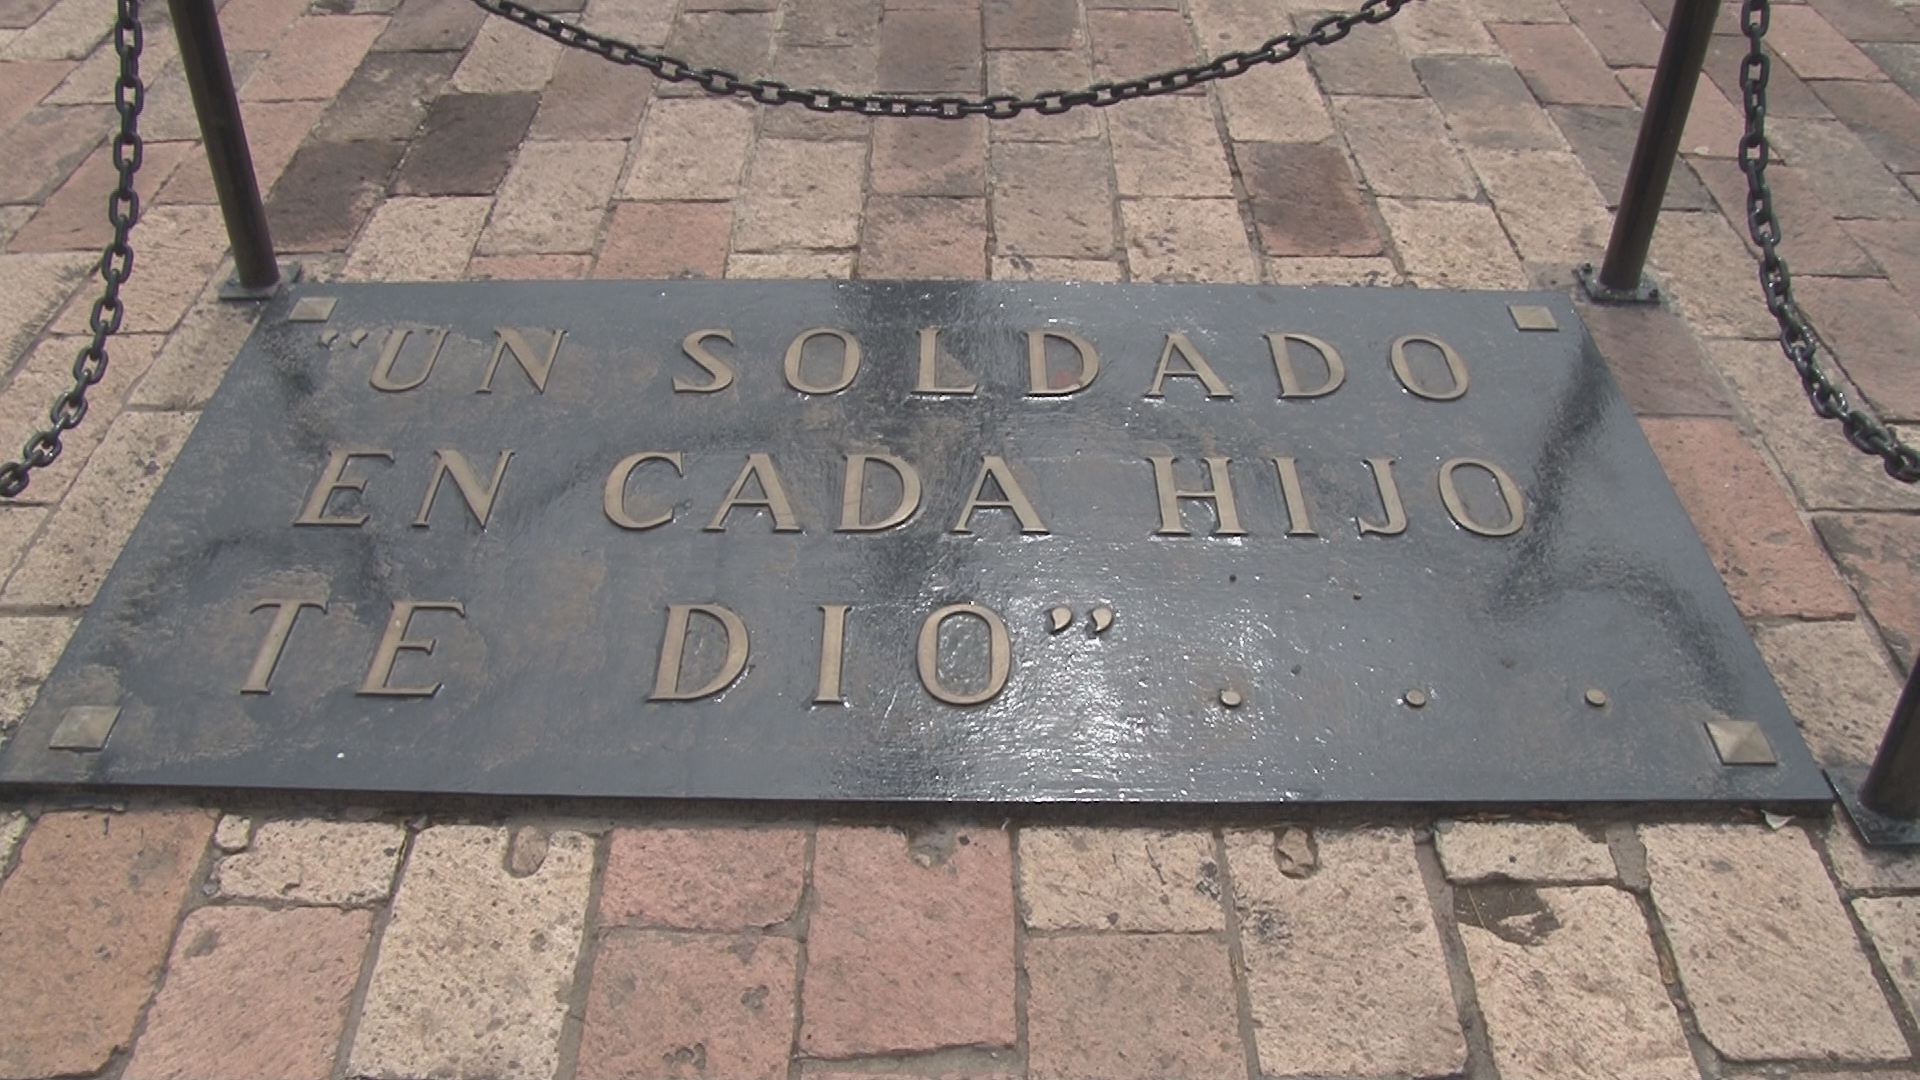 “UN SOLDADO
EN CADA HIJO
TE DIO” . . .